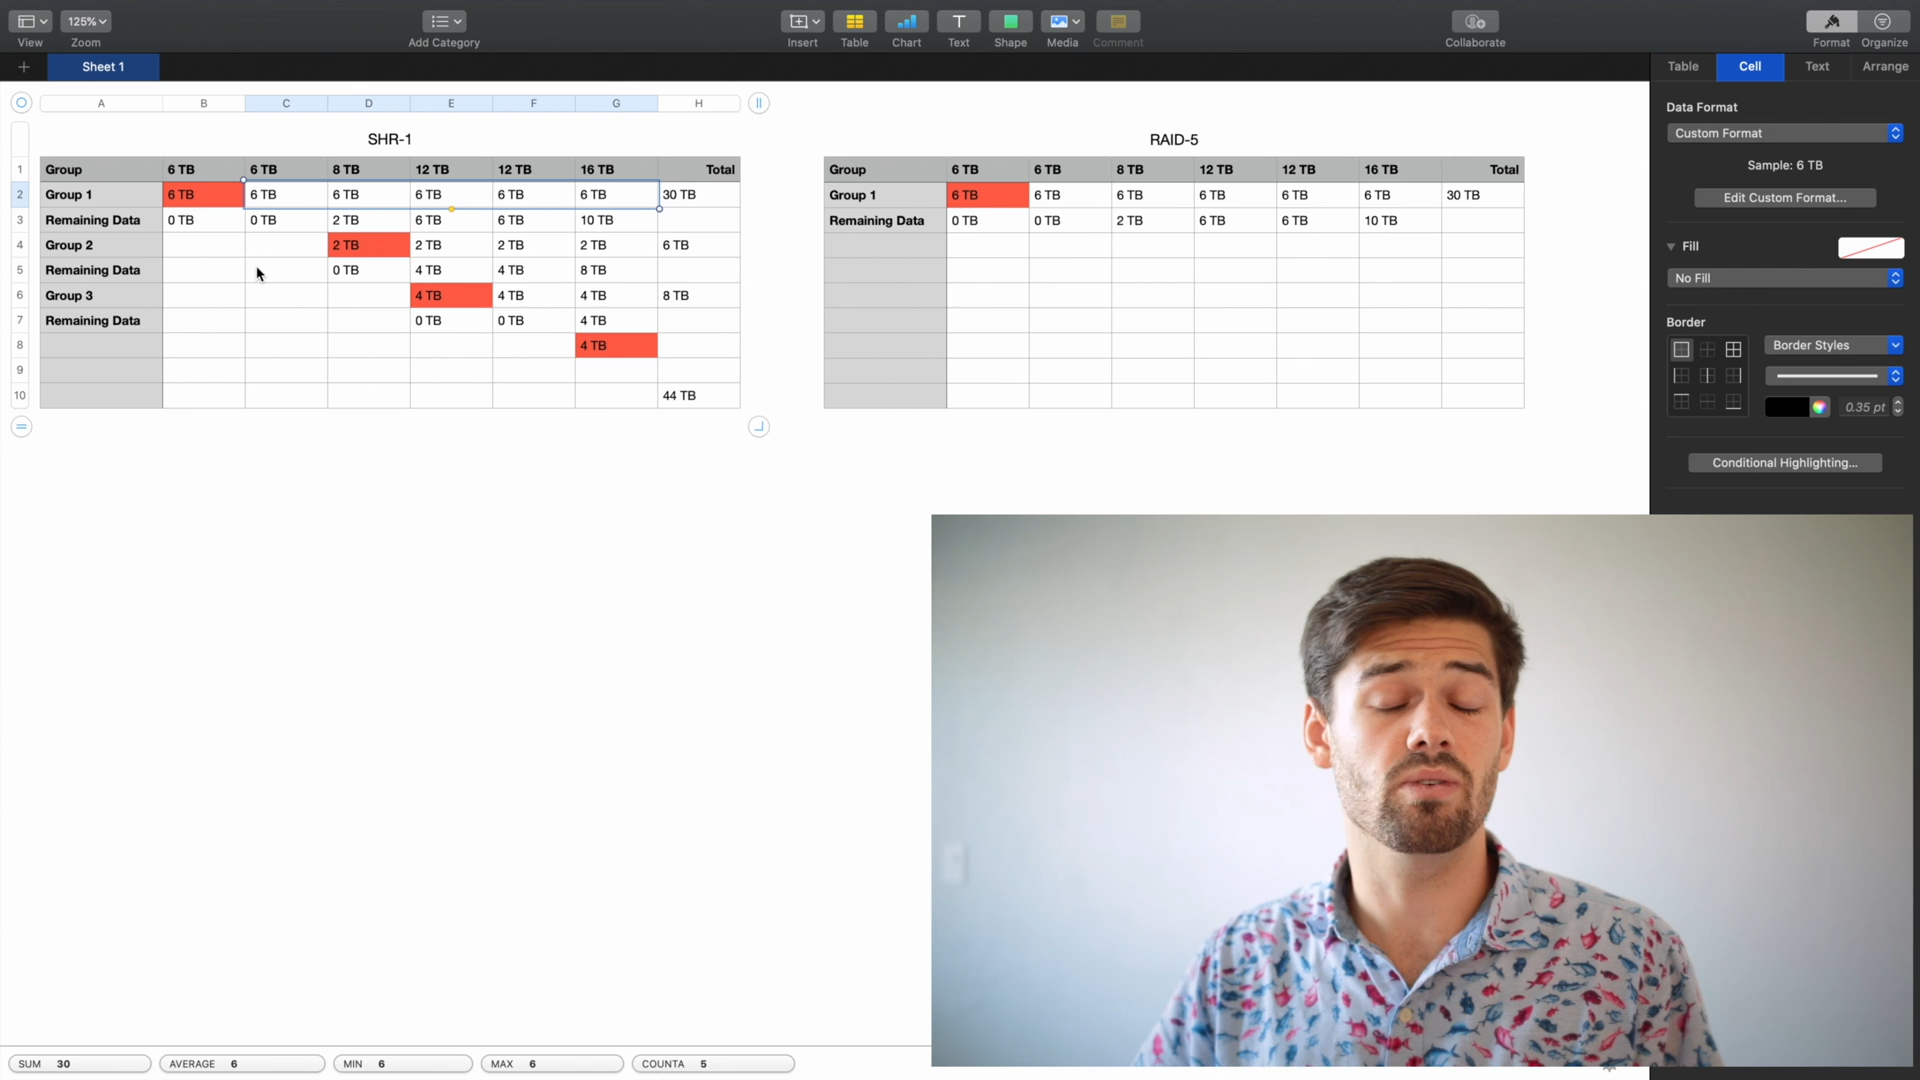 View
125%
Zoom
Add Category
Insert
Table
Chart
Text
Shape
Media
Comment
Collaborate
Format
Organize
+
Sheet 1
Table
Cell
Text
Arrange
A B C D E F G H
SHR-1
1 Group 6 TB 6 TB 8 TB 12 TB 12 TB 16 TB Total
2 Group 1 6 TB 6 TB 6 TB 6 TB 6 TB 6 TB 30 TB
3 Remaining Data 0 TB 0 TB 2 TB 6 TB 6 TB 10 TB
4 Group 2 2 TB 2 TB 2 TB 2 TB 6 TB
5 Remaining Data 0 TB 4 TB 4 TB 8 TB
6 Group 3 4 TB 4 TB 4 TB 8 TB
7 Remaining Data 0 TB 0 TB 4 TB
8 4 TB
9
10 44 TB
RAID-5
Group 6 TB 6 TB 8 TB 12 TB 12 TB 16 TB Total
Group 1 6 TB 6 TB 6 TB 6 TB 6 TB 6 TB 30 TB
Remaining Data 0 TB 0 TB 2 TB 6 TB 6 TB 10 TB
Data Format
Custom Format
Sample: 6 TB
Edit Custom Format...
Fill
No Fill
Border
Border Styles
0.35 pt
Conditional Highlighting...
SUM 30
AVERAGE 6
MIN 6
MAX 6
COUNTA 5